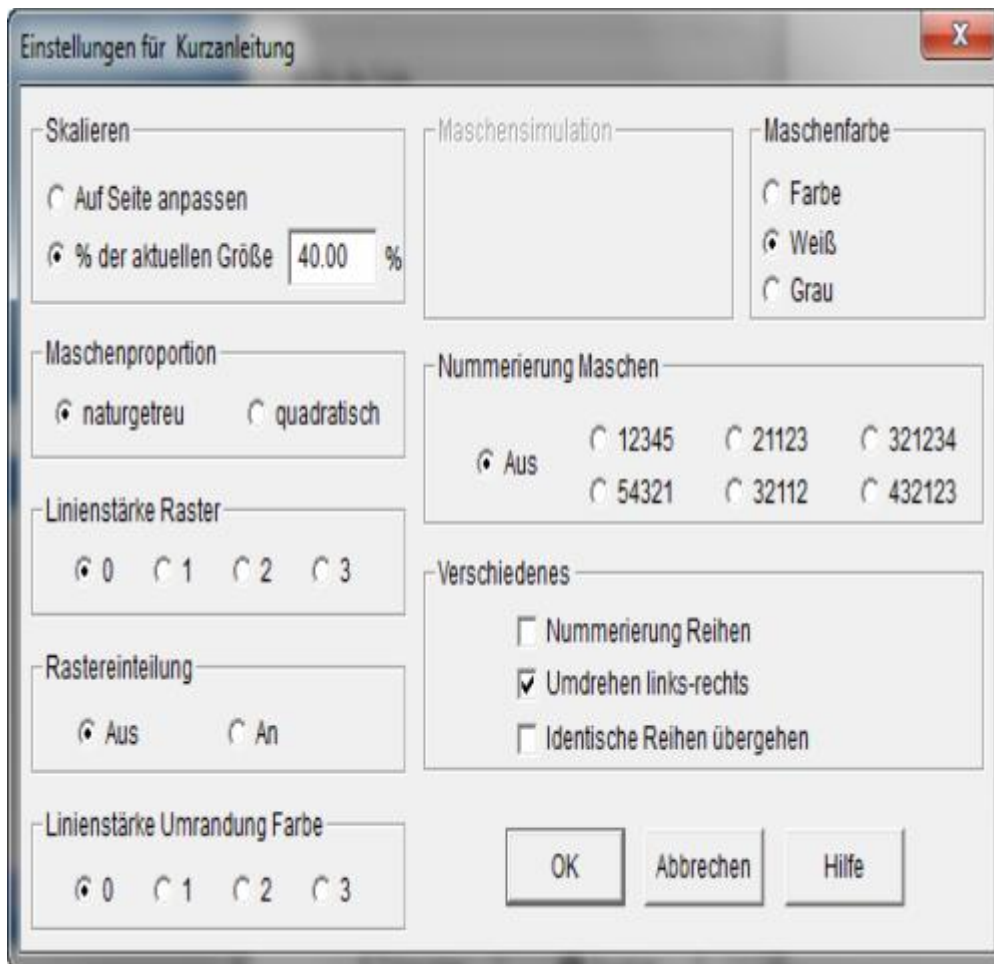 Einstellungen für Kurzanleitung
X
Skalieren
Auf Seite anpassen
% der aktuellen Größe 40.00 %
Maschensimulation
Maschenfarbe
Farbe
Weiß
Grau
Maschenproportion
naturgetreu quadratisch
Nummerierung Maschen
Aus
12345 21123 321234
54321 32112 432123
Linienstärke Raster
0 1 2 3
Verschiedenes
Nummerierung Reihen
Umdrehen links-rechts
Identische Reihen übergehen
Rastereinteilung
Aus An
Linienstärke Umrandung Farbe
0 1 2 3
OK Abbrechen Hilfe